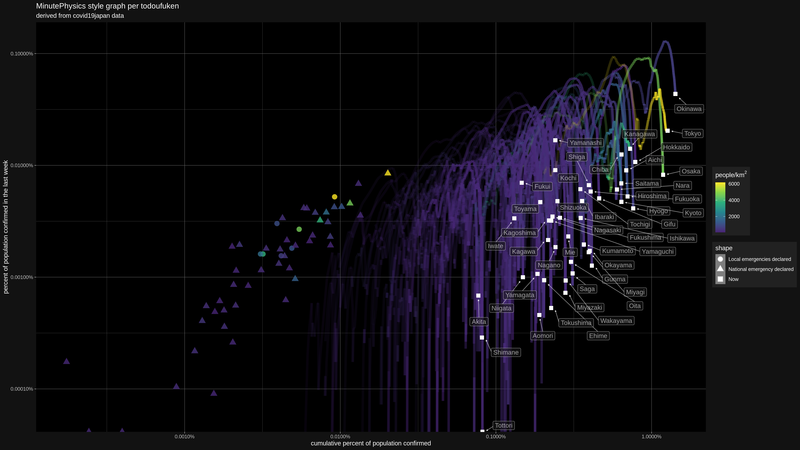 MinutePhysics style graph per todoufuken
derived from covid19japan data
percent of population confirmed in the last week
0.10000%
0.01000%
0.00100%
0.00010%
0.0010%
0.0100%
0.1000%
1.0000%
cumulative percent of population confirmed
Okinawa
Tokyo
Kanagawa
Yamanashi
Hokkaido
Shiga
Aichi
Chiba
Osaka
Kochi
Saitama
Nara
Fukui
Hiroshima
Fukuoka
Toyama
Shizuoka
Hyogo
Kyoto
Ibaraki
Tochigi
Gifu
Iwate
Kagoshima
Nagasaki
Fukushima
Ishikawa
Kagawa
Mie
Kumamoto
Yamaguchi
Nagano
Okayama
Gunma
Yamagata
Saga
Miyagi
Niigata
Miyazaki
Oita
Akita
Tokushima
Wakayama
Aomori
Ehime
Shimane
Tottori
people/km²
6000
4000
2000
shape
Local emergencies declared
National emergency declared
Now